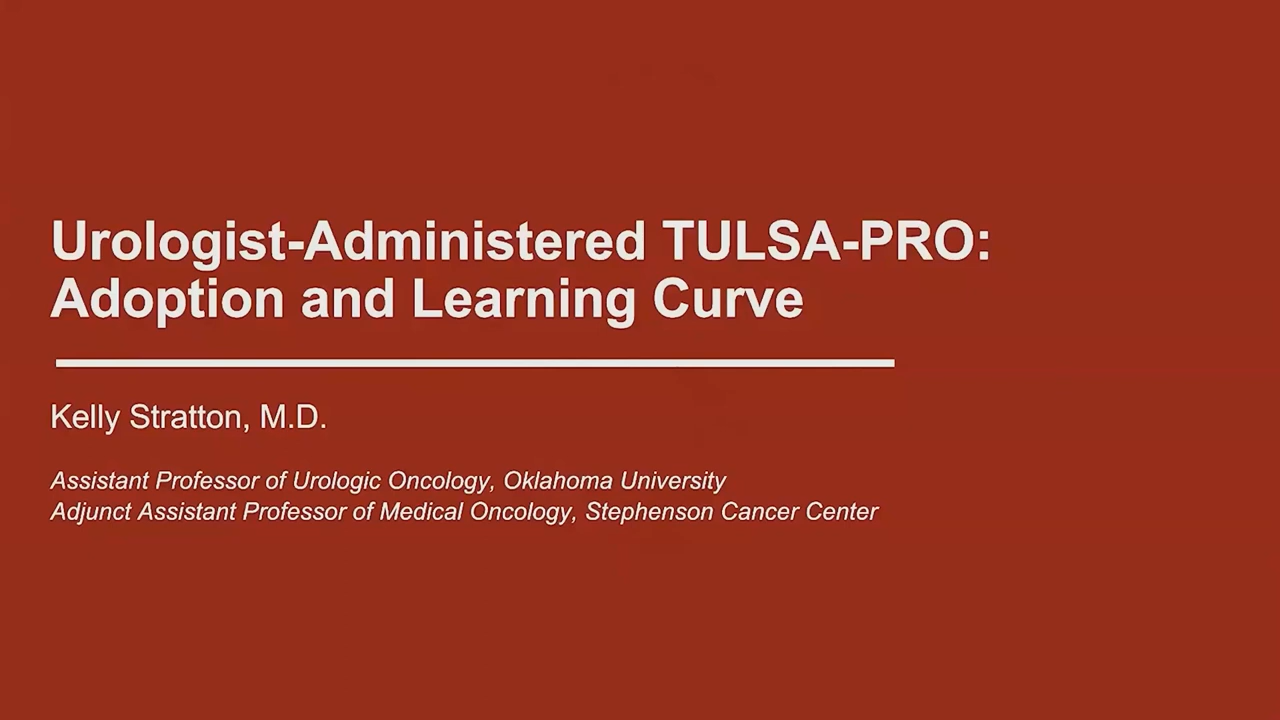 Urologist-Administered TULSA-PRO:
Adoption and Learning Curve
Kelly Stratton, M.D.
Assistant Professor of Urologic Oncology, Oklahoma University
Adjunct Assistant Professor of Medical Oncology, Stephenson Cancer Center